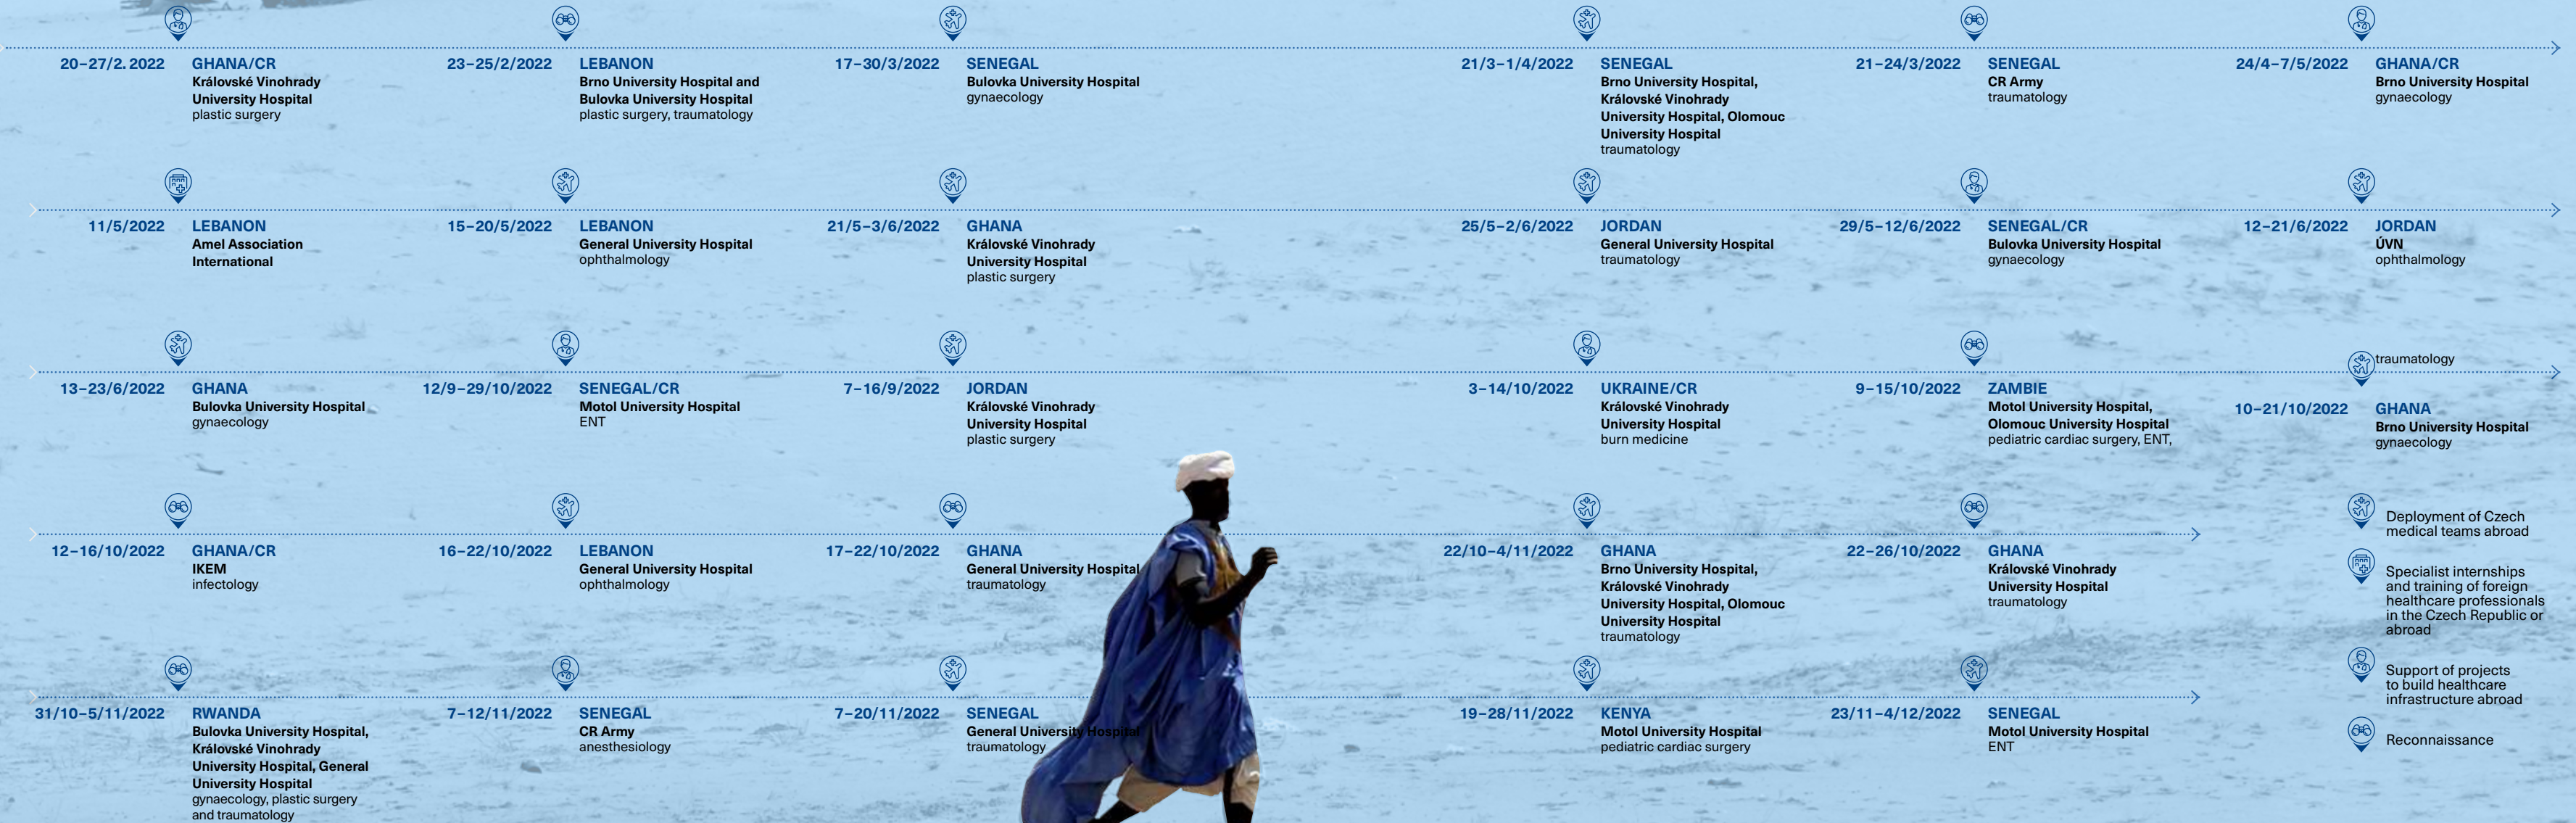 20–27/2. 2022
GHANA/CR
Královské Vinohrady
University Hospital
plastic surgery
23–25/2/2022
LEBANON
Brno University Hospital and
Bulovka University Hospital
plastic surgery, traumatology
17–30/3/2022
SENEGAL
Bulovka University Hospital
gynaecology
21/3–1/4/2022
SENEGAL
Brno University Hospital,
Královské Vinohrady
University Hospital, Olomouc
University Hospital
traumatology
21–24/3/2022
SENEGAL
CR Army
traumatology
24/4–7/5/2022
GHANA/CR
Brno University Hospital
gynaecology
11/5/2022
LEBANON
Amel Association
International
15–20/5/2022
LEBANON
General University Hospital
ophthalmology
21/5–3/6/2022
GHANA
Královské Vinohrady
University Hospital
plastic surgery
25/5–2/6/2022
JORDAN
General University Hospital
traumatology
29/5–12/6/2022
SENEGAL/CR
Bulovka University Hospital
gynaecology
12–21/6/2022
JORDAN
ÚVN
ophthalmology
13–23/6/2022
GHANA
Bulovka University Hospital
gynaecology
12/9–29/10/2022
SENEGAL/CR
Motol University Hospital
ENT
7–16/9/2022
JORDAN
Královské Vinohrady
University Hospital
plastic surgery
3–14/10/2022
UKRAINE/CR
Královské Vinohrady
University Hospital
burn medicine
9–15/10/2022
ZAMBIE
Motol University Hospital,
Olomouc University Hospital
pediatric cardiac surgery, ENT,
traumatology
10–21/10/2022
GHANA
Brno University Hospital
gynaecology
12–16/10/2022
GHANA/CR
IKEM
infectology
16–22/10/2022
LEBANON
General University Hospital
ophthalmology
17–22/10/2022
GHANA
General University Hospital
traumatology
22/10–4/11/2022
GHANA
Brno University Hospital,
Královské Vinohrady
University Hospital, Olomouc
University Hospital
traumatology
22–26/10/2022
GHANA
Královské Vinohrady
University Hospital
traumatology
31/10–5/11/2022
RWANDA
Bulovka University Hospital,
Královské Vinohrady
University Hospital, General
University Hospital
gynaecology, plastic surgery
and traumatology
7–12/11/2022
SENEGAL
CR Army
anesthesiology
7–20/11/2022
SENEGAL
General University Hospital
traumatology
19–28/11/2022
KENYA
Motol University Hospital
pediatric cardiac surgery
23/11–4/12/2022
SENEGAL
Motol University Hospital
ENT
Deployment of Czech
medical teams abroad
Specialist internships
and training of foreign
healthcare professionals
in the Czech Republic or
abroad
Support of projects
to build healthcare
infrastructure abroad
Reconnaissance